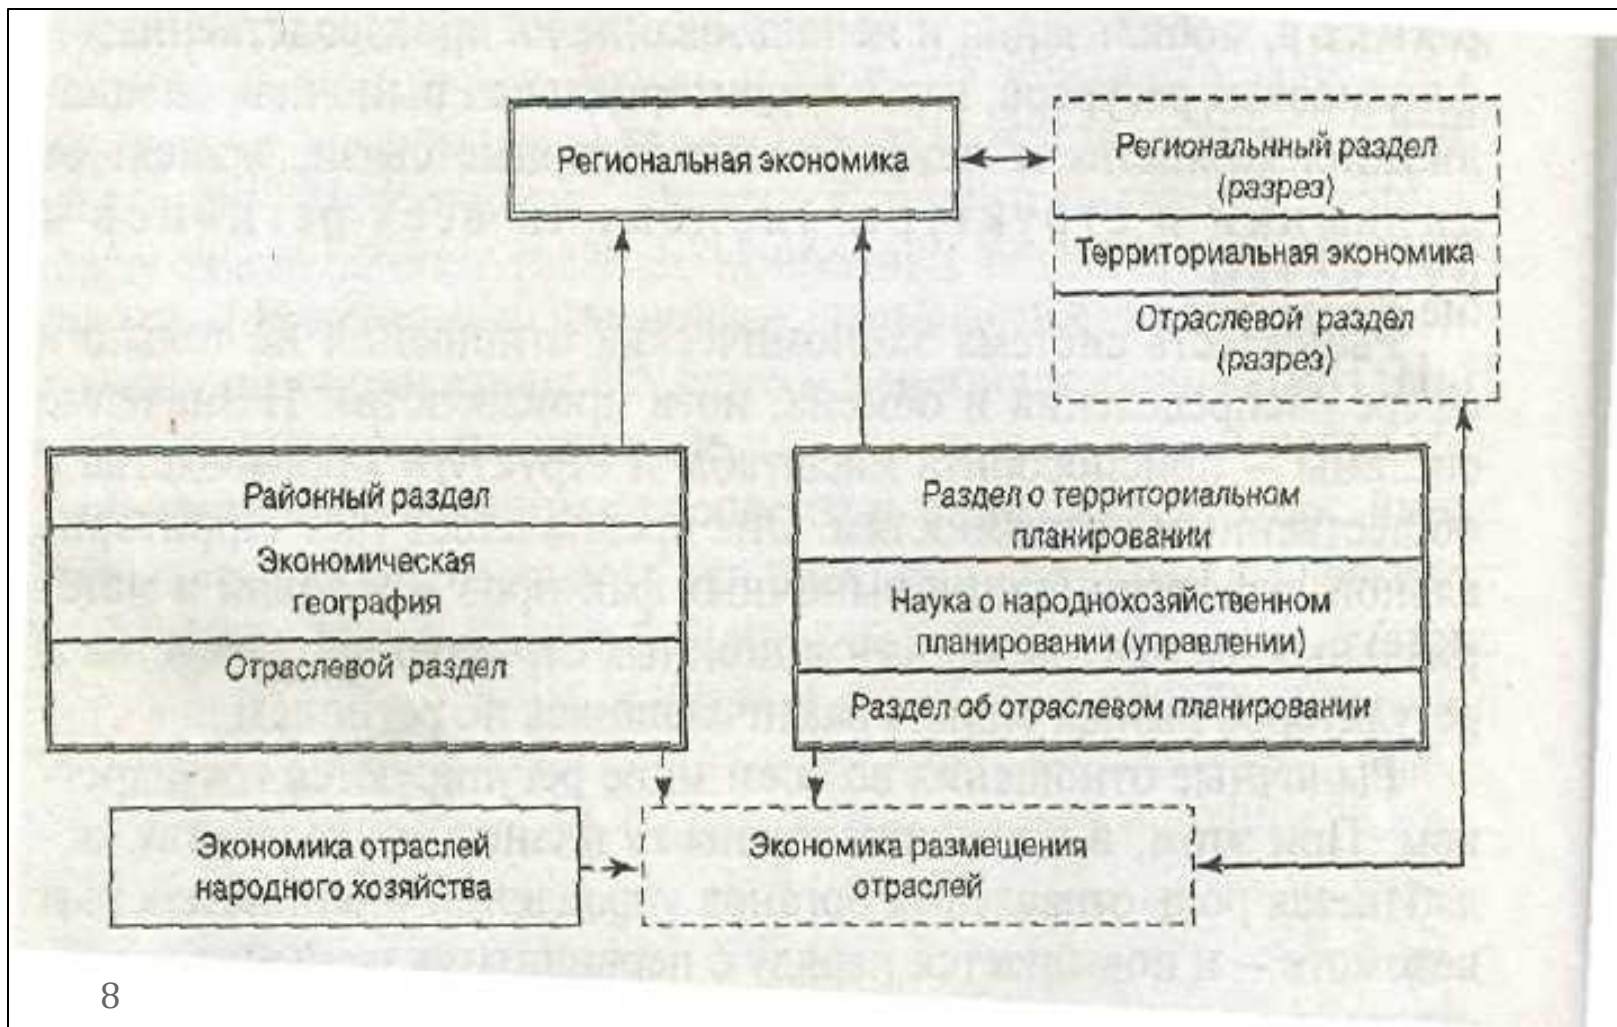 Региональная экономика
Региональнный раздел
(разрез)
Территориальная экономика
Отраслевой раздел
(разрез)
Районный раздел
Экономическая
география
Отраслевой раздел
Раздел о территориальном
планировании
Наука о народнохозяйственном
планировании (управлении)
Раздел об отраслевом планировании
Экономика отраслей
народного хозяйства
Экономика размещения
отраслей
8